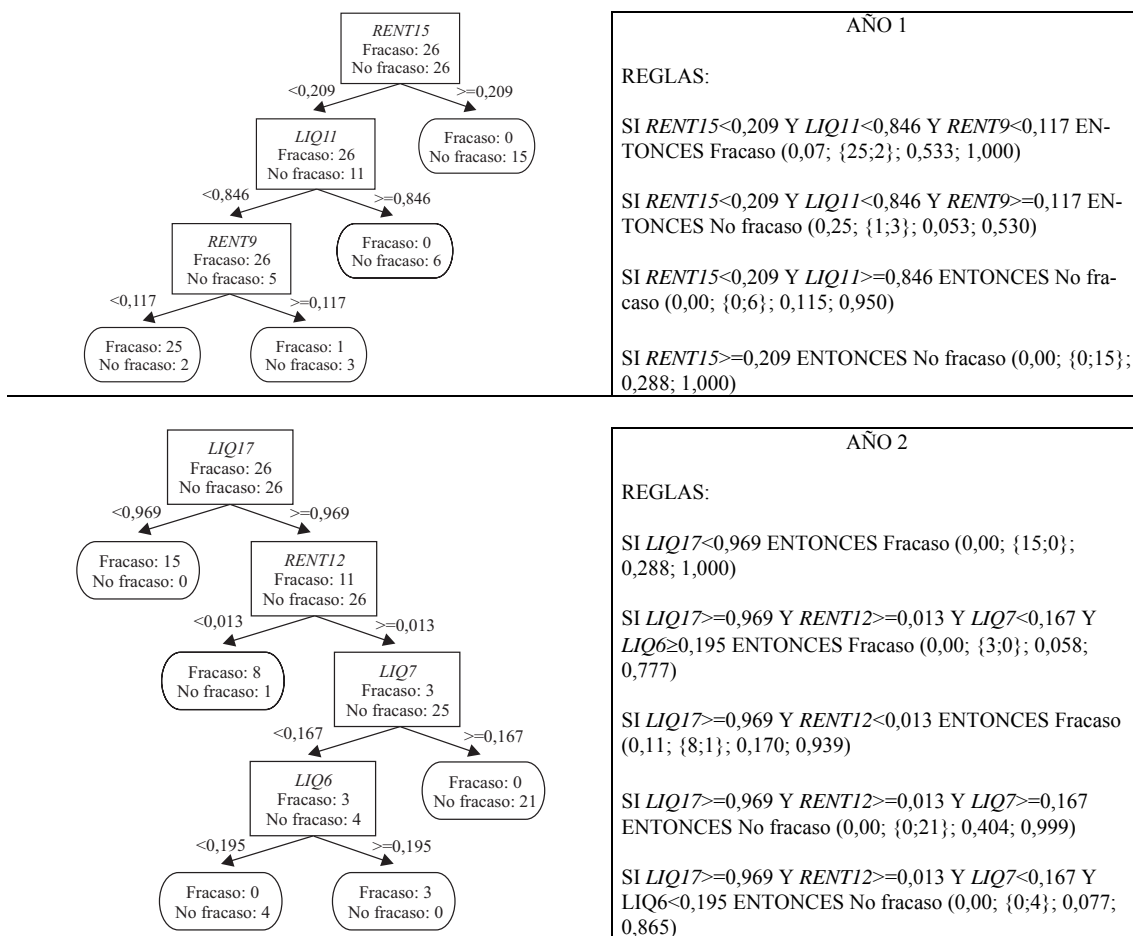 RENT15
Fracaso: 26
No fracaso: 26
<0,209
>=0,209
LIQ11
Fracaso: 26
No fracaso: 11
Fracaso: 0
No fracaso: 15
<0,846
>=0,846
RENT9
Fracaso: 26
No fracaso: 5
Fracaso: 0
No fracaso: 6
<0,117
>=0,117
Fracaso: 25
No fracaso: 2
Fracaso: 1
No fracaso: 3
AÑO 1
REGLAS:
SI RENT15<0,209 Y LIQ11<0,846 Y RENT9<0,117 EN-
TONCES Fracaso (0,07; {25;2}; 0,533; 1,000)
SI RENT15<0,209 Y LIQ11<0,846 Y RENT9>=0,117 EN-
TONCES No fracaso (0,25; {1;3}; 0,053; 0,530)
SI RENT15<0,209 Y LIQ11>=0,846 ENTONCES No fra-
caso (0,00; {0;6}; 0,115; 0,950)
SI RENT15>=0,209 ENTONCES No fracaso (0,00; {0;15};
0,288; 1,000)
LIQ17
Fracaso: 26
No fracaso: 26
<0,969
>=0,969
Fracaso: 15
No fracaso: 0
RENT12
Fracaso: 11
No fracaso: 26
<0,013
>=0,013
Fracaso: 8
No fracaso: 1
LIQ7
Fracaso: 3
No fracaso: 25
<0,167
>=0,167
LIQ6
Fracaso: 3
No fracaso: 4
Fracaso: 0
No fracaso: 21
<0,195
>=0,195
Fracaso: 0
No fracaso: 4
Fracaso: 3
No fracaso: 0
AÑO 2
REGLAS:
SI LIQ17<0,969 ENTONCES Fracaso (0,00; {15;0};
0,288; 1,000)
SI LIQ17>=0,969 Y RENT12>=0,013 Y LIQ7<0,167 Y
LIQ6≥0,195 ENTONCES Fracaso (0,00; {3;0}; 0,058;
0,777)
SI LIQ17>=0,969 Y RENT12<0,013 ENTONCES Fracaso
(0,11; {8;1}; 0,170; 0,939)
SI LIQ17>=0,969 Y RENT12>=0,013 Y LIQ7>=0,167
ENTONCES No fracaso (0,00; {0;21}; 0,404; 0,999)
SI LIQ17>=0,969 Y RENT12>=0,013 Y LIQ7<0,167 Y
LIQ6<0,195 ENTONCES No fracaso (0,00; {0;4}; 0,077;
0,865)